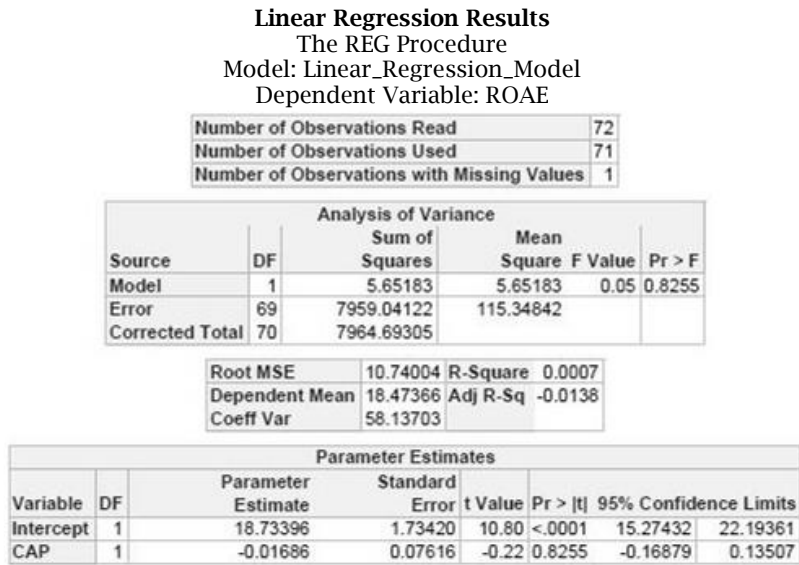 Linear Regression Results
The REG Procedure
Model: Linear_Regression_Model
Dependent Variable: ROAE
Number of Observations Read 72
Number of Observations Used 71
Number of Observations with Missing Values 1
Analysis of Variance
Source DF Sum of Squares Mean Square F Value Pr > F
Model 1 5.65183 5.65183 0.05 0.8255
Error 69 7959.04122 115.34842
Corrected Total 70 7964.69305
Root MSE 10.74004 R-Square 0.0007
Dependent Mean 18.47366 Adj R-Sq -0.0138
Coeff Var 58.13703
Parameter Estimates
Variable DF Parameter Estimate Standard Error t Value Pr > |t| 95% Confidence Limits
Intercept 1 18.73396 1.73420 10.80 <.0001 15.27432 22.19361
CAP 1 -0.01686 0.07616 -0.22 0.8255 -0.16879 0.13507